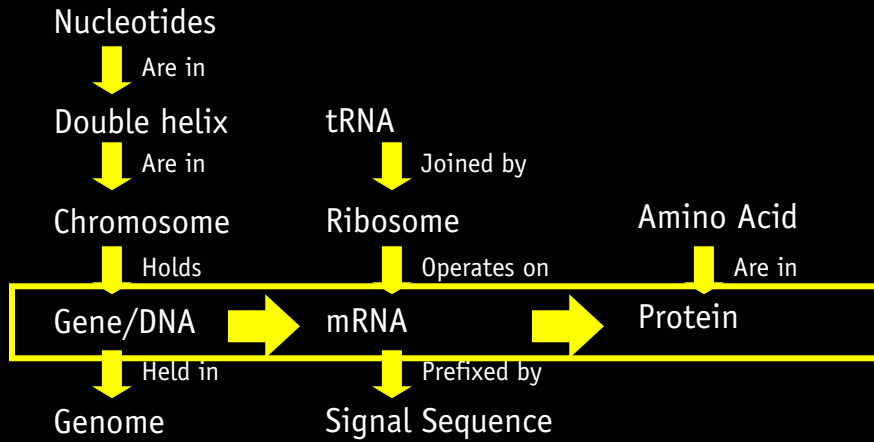 Nucleotides
Are in
Double helix
tRNA
Are in
Joined by
Chromosome
Ribosome
Amino Acid
Holds
Operates on
Are in
Gene/DNA
mRNA
Protein
Held in
Prefixed by
Genome
Signal Sequence